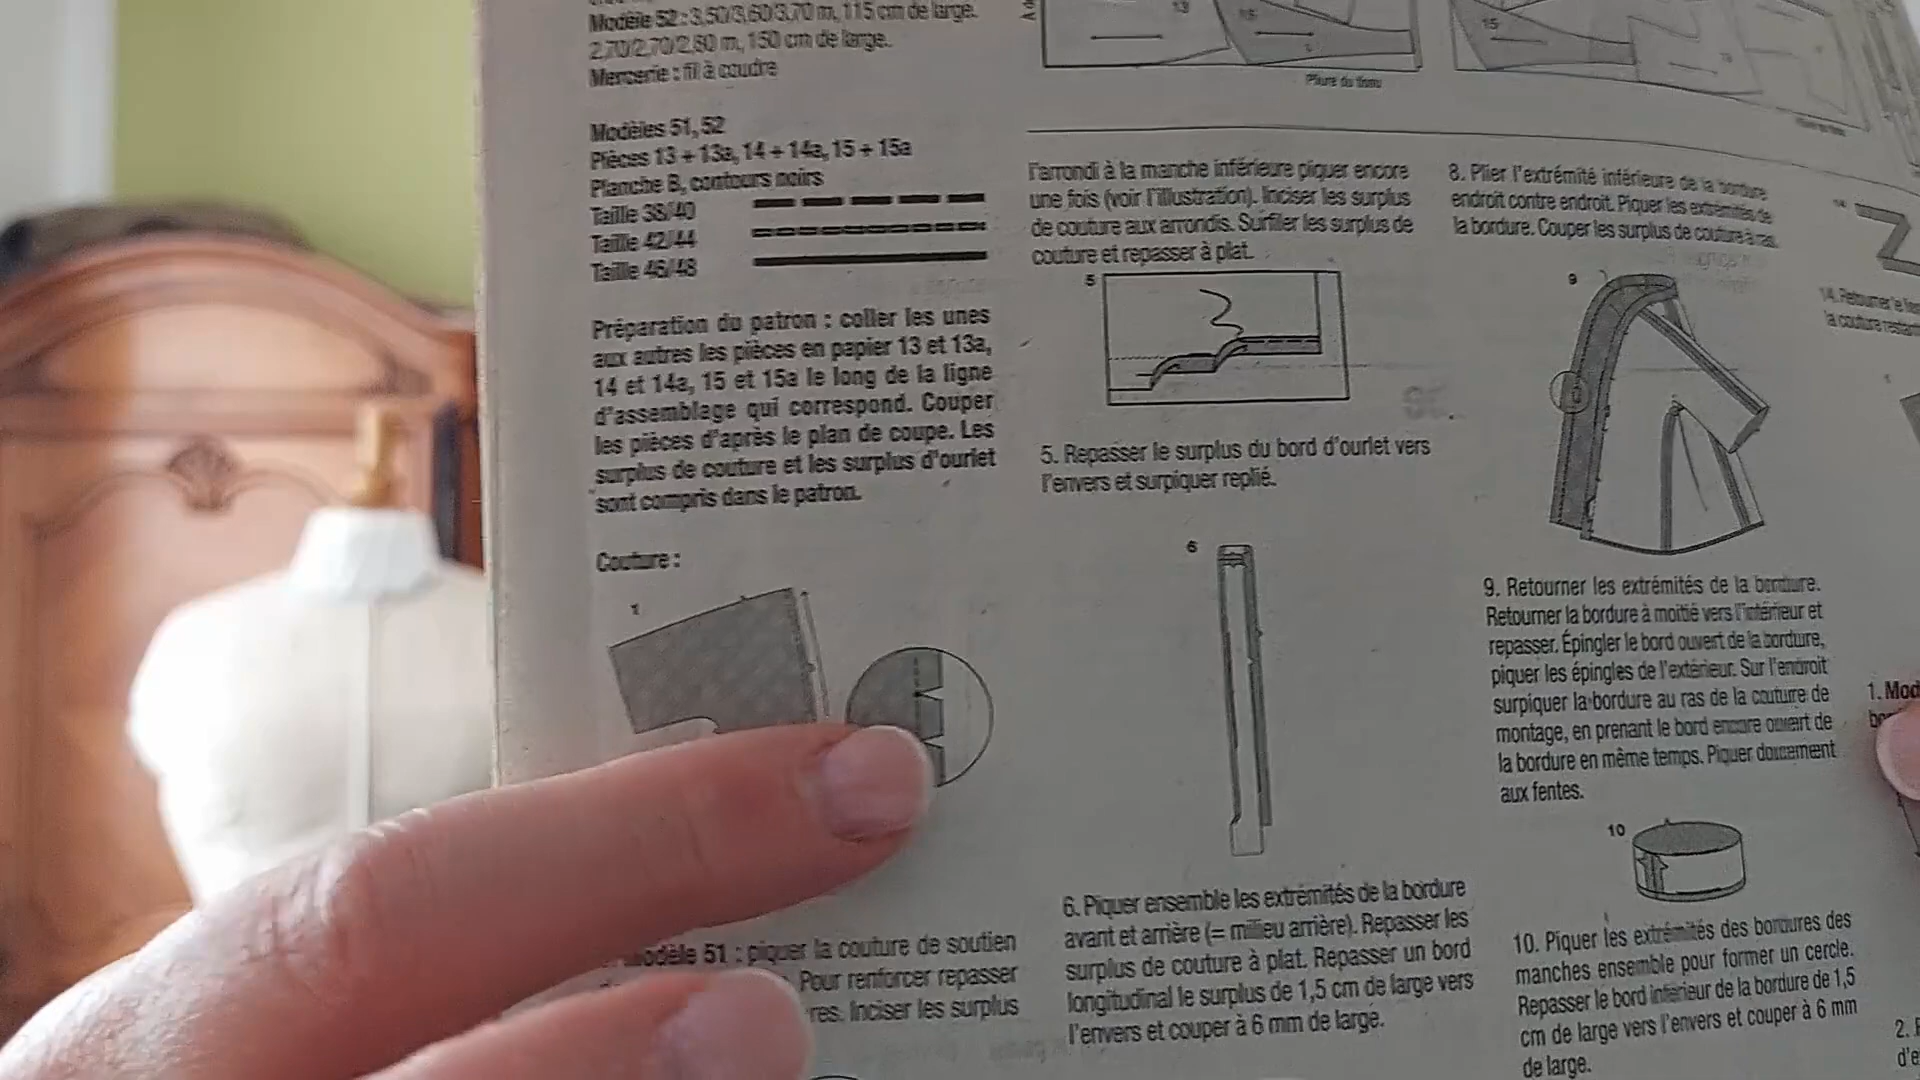 Modèle 52 : 3,50/3,60/3,70 m, 115 cm de large.
2,70/2,70/2,80 m, 150 cm de large.
Mercerie : fil à coudre
Modèles 51, 52
Pièces 13 + 13a, 14 + 14a, 15 + 15a
Planche B, contours noirs
Taille 38/40
Taille 42/44
Taille 46/48
Préparation du patron : coller les unes
aux autres les pièces en papier 13 et 13a,
14 et 14a, 15 et 15a le long de la ligne
d'assemblage qui correspond. Couper
les pièces d'après le plan de coupe. Les
surplus de couture et les surplus d'ourlet
sont compris dans le patron.
Couture :
1
51 : piquer la couture de soutien
Pour renforcer repasser
Inciser les surplus
13
15
15
Pliure du tissu
l'arrondi à la manche inférieure piquer encore
une fois (voir l'illustration). Inciser les surplus
de couture aux arrondis. Surfiler les surplus de
couture et repasser à plat.
5
5. Repasser le surplus du bord d'ourlet vers
l'envers et surpiquer replié.
6
6. Piquer ensemble les extrémités de la bordure
avant et arrière (= milieu arrière). Repasser les
surplus de couture à plat. Repasser un bord
longitudinal le surplus de 1,5 cm de large vers
l'envers et couper à 6 mm de large.
8. Plier l'extrémité inférieure de la bordure
endroit contre endroit. Piquer les extrémités de
la bordure. Couper les surplus de couture à ras.
9
9. Retourner les extrémités de la bordure.
Retourner la bordure à moitié vers l'intérieur et
repasser. Épingler le bord ouvert de la bordure,
piquer les épingles de l'extérieur. Sur l'endroit
surpiquer la bordure au ras de la couture de
montage, en prenant le bord encore ouvert de
la bordure en même temps. Piquer doucement
aux fentes.
10
10. Piquer les extrémités des bordures des
manches ensemble pour former un cercle.
Repasser le bord inférieur de la bordure de 1,5
cm de large vers l'envers et couper à 6 mm
de large.
14. Retourner le
la couture
1. Mod
2.
d'e